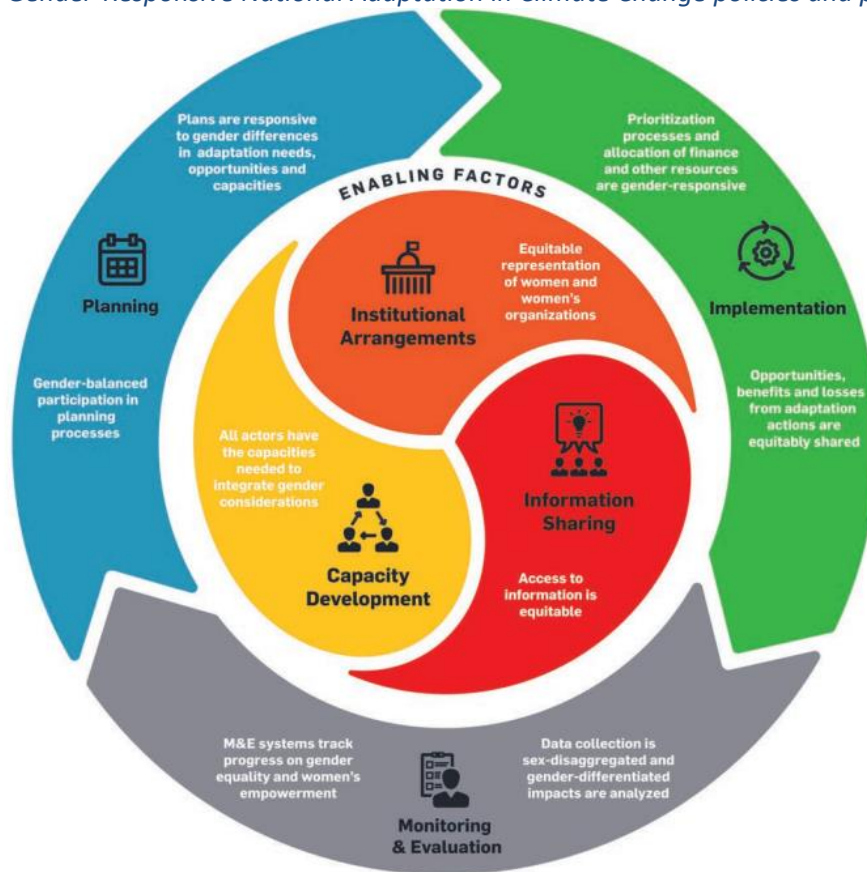 Gender-Responsive National Adaptation in Climate Change policies and
Plans are responsive
to gender differences
in adaptation needs,
opportunities and
capacities
Planning
Gender-balanced
participation in
planning
processes
Prioritization
processes and
allocation of finance
and other resources
are gender-responsive
Implementation
Opportunities,
benefits and losses
from adaptation
actions are
equitably shared
ENABLING FACTORS
Institutional
Arrangements
Equitable
representation
of women and
women's
organizations
All actors have
the capacities
needed to
integrate gender
considerations
Capacity
Development
Information
Sharing
Access to
information is
equitable
M&E systems track
progress on gender
equality and women's
empowerment
Monitoring
& Evaluation
Data collection is
sex-disaggregated and
gender-differentiated
impacts are analyzed